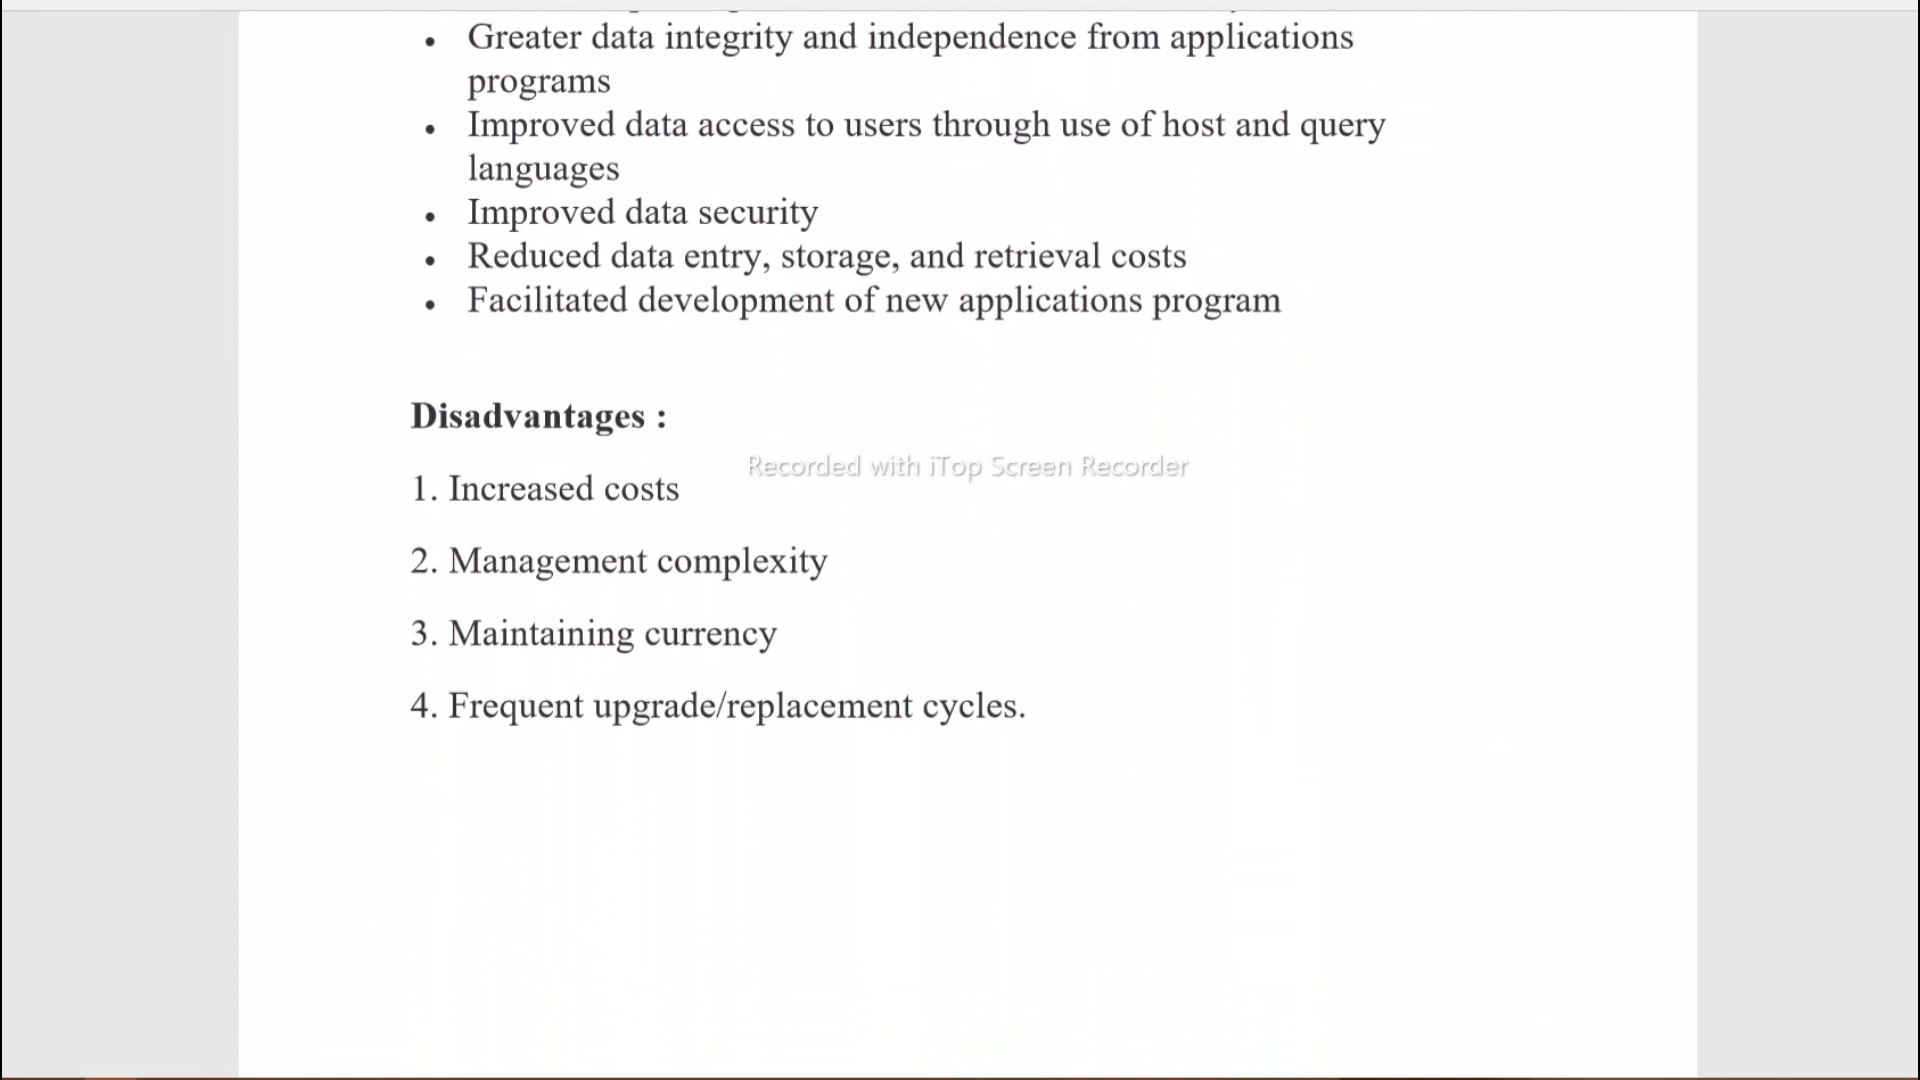 • Greater data integrity and independence from applications
programs
• Improved data access to users through use of host and query
languages
• Improved data security
• Reduced data entry, storage, and retrieval costs
• Facilitated development of new applications program
Disadvantages :
Recorded with iTop Screen Recorder
1. Increased costs
2. Management complexity
3. Maintaining currency
4. Frequent upgrade/replacement cycles.